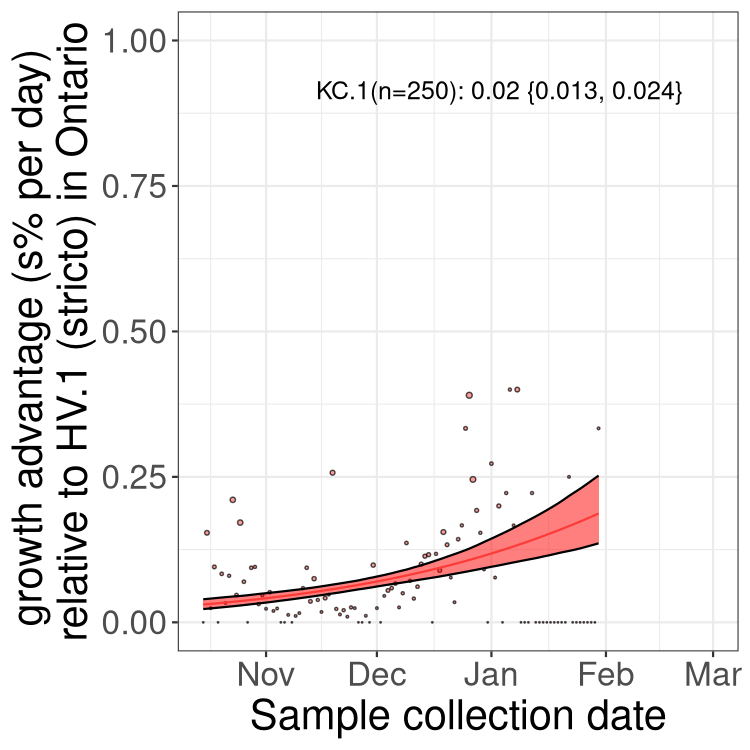 growth advantage (s% per day)
relative to HV.1 (stricto) in Ontario
1.00
0.75
0.50
0.25
0.00
KC.1(n=250): 0.02 {0.013, 0.024}
Nov Dec Jan Feb Mar
Sample collection date